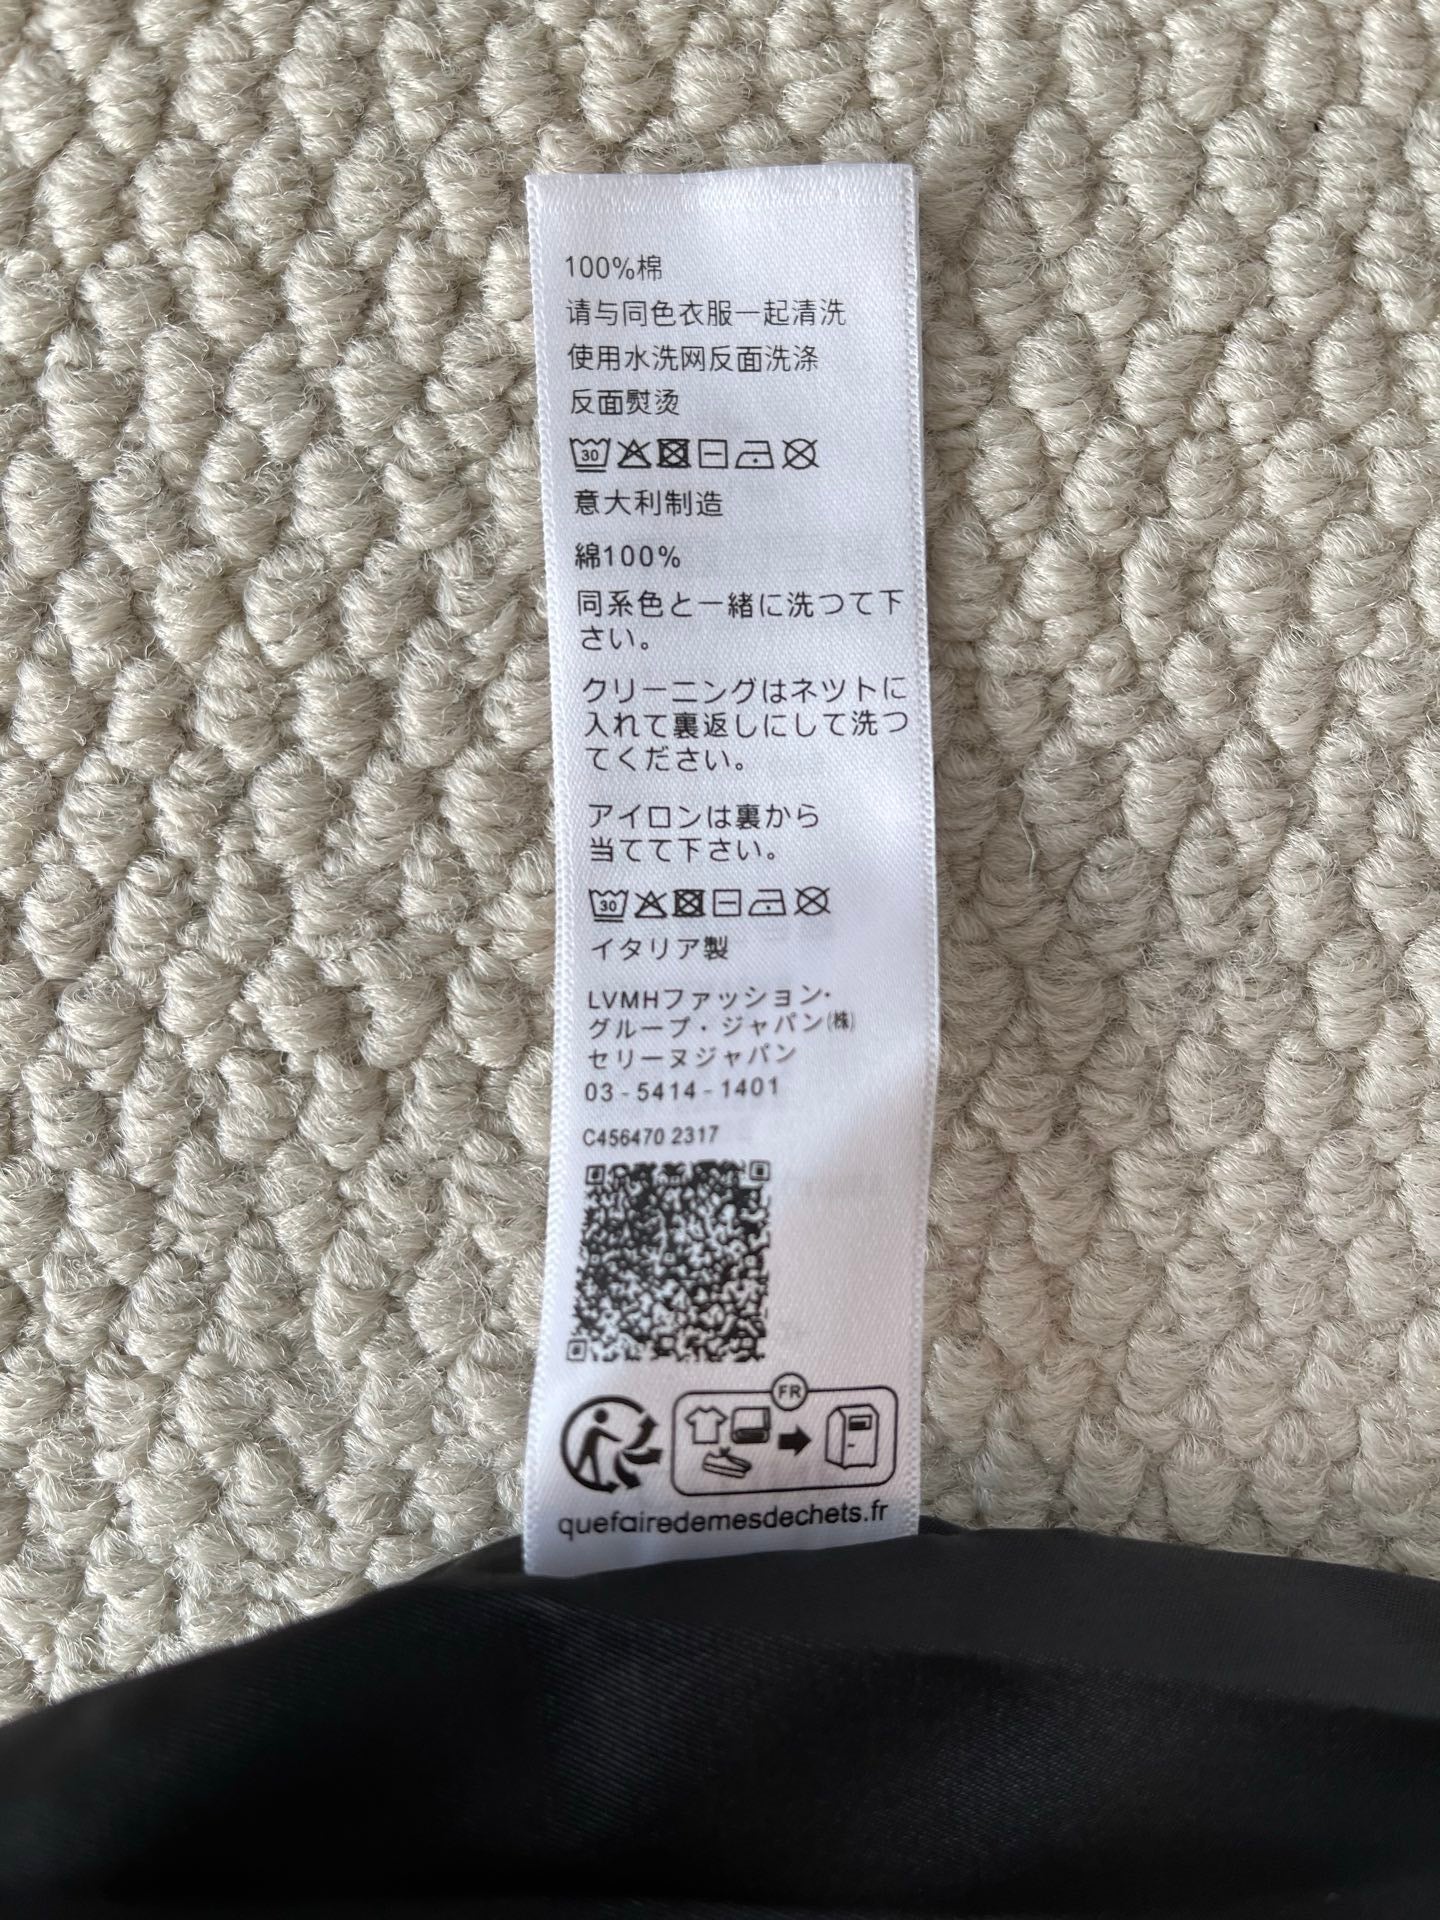 100%棉
请与同色衣服一起清洗
使用水洗网反面洗涤
反面熨烫
30
意大利制造
綿100%
同系色と一緒に洗つて下
さい。
クリーニングはネツトに
入れて裏返しにして洗つ
てください。
アイロンは裏から
当てて下さい。
30
イタリア製
LVMHファッション・
グループ・ジャパン㈱
セリーヌジャパン
03-5414-1401
C456470 2317
FR
quefairedemesdechets.fr